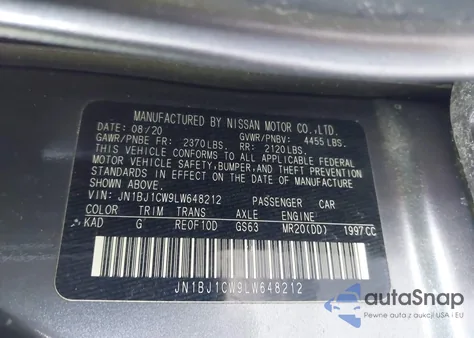 MANUFACTURED BY NISSAN MOTOR CO.,LTD.
DATE: 08/20 GVWR/PNBV: 4455 LBS.
GAWR/PNBE FR: 2370 LBS. RR: 2120 LBS.
THIS VEHICLE CONFORMS TO ALL APPLICABLE FEDERAL
MOTOR VEHICLE SAFETY, BUMPER, AND THEFT PREVENTION
STANDARDS IN EFFECT ON THE DATE OF MANUFACTURE
SHOWN ABOVE.
VIN: JN1BJ1CW9LW648212 PASSENGER CAR
COLOR TRIM TRANS AXLE ENGINE
KAD G RE0F10D GS63 MR20(DD) 1997CC
JN1BJ1CW9LW648212
autoSnap
Pewne auta z aukcji USA i EU